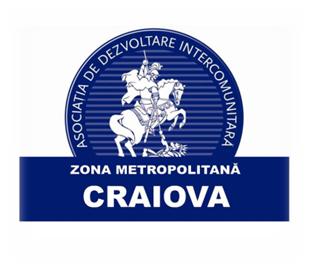 ASOCIAȚIA DE DEZVOLTARE INTERCOMUNITARĂ
ZONA METROPOLITANĂ
CRAIOVA